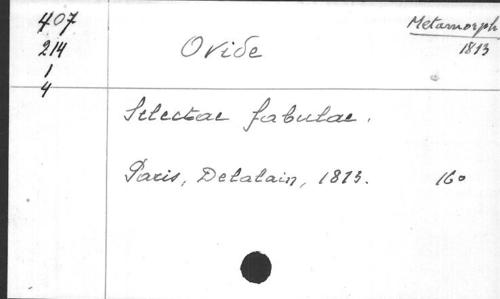 407
214
1
4
Ovide
Metamorph
1813
Selectae fabulae.
Paris, Delalain, 1813. 16°